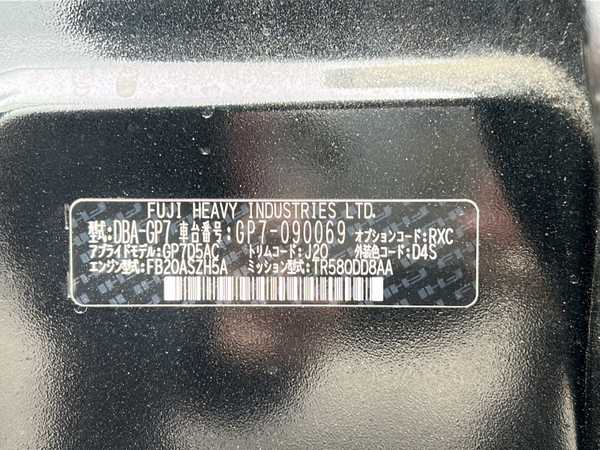 FUJI HEAVY INDUSTRIES LTD.
型式:DBA-GP7 車台番号:GP7-090069 オプションコード:RXC
アプライドモデル:GP7D5AC トリムコード:J20 外装色コード:D4S
エンジン型式:FB20ASZH5A ミッション型式:TR580DD8AA